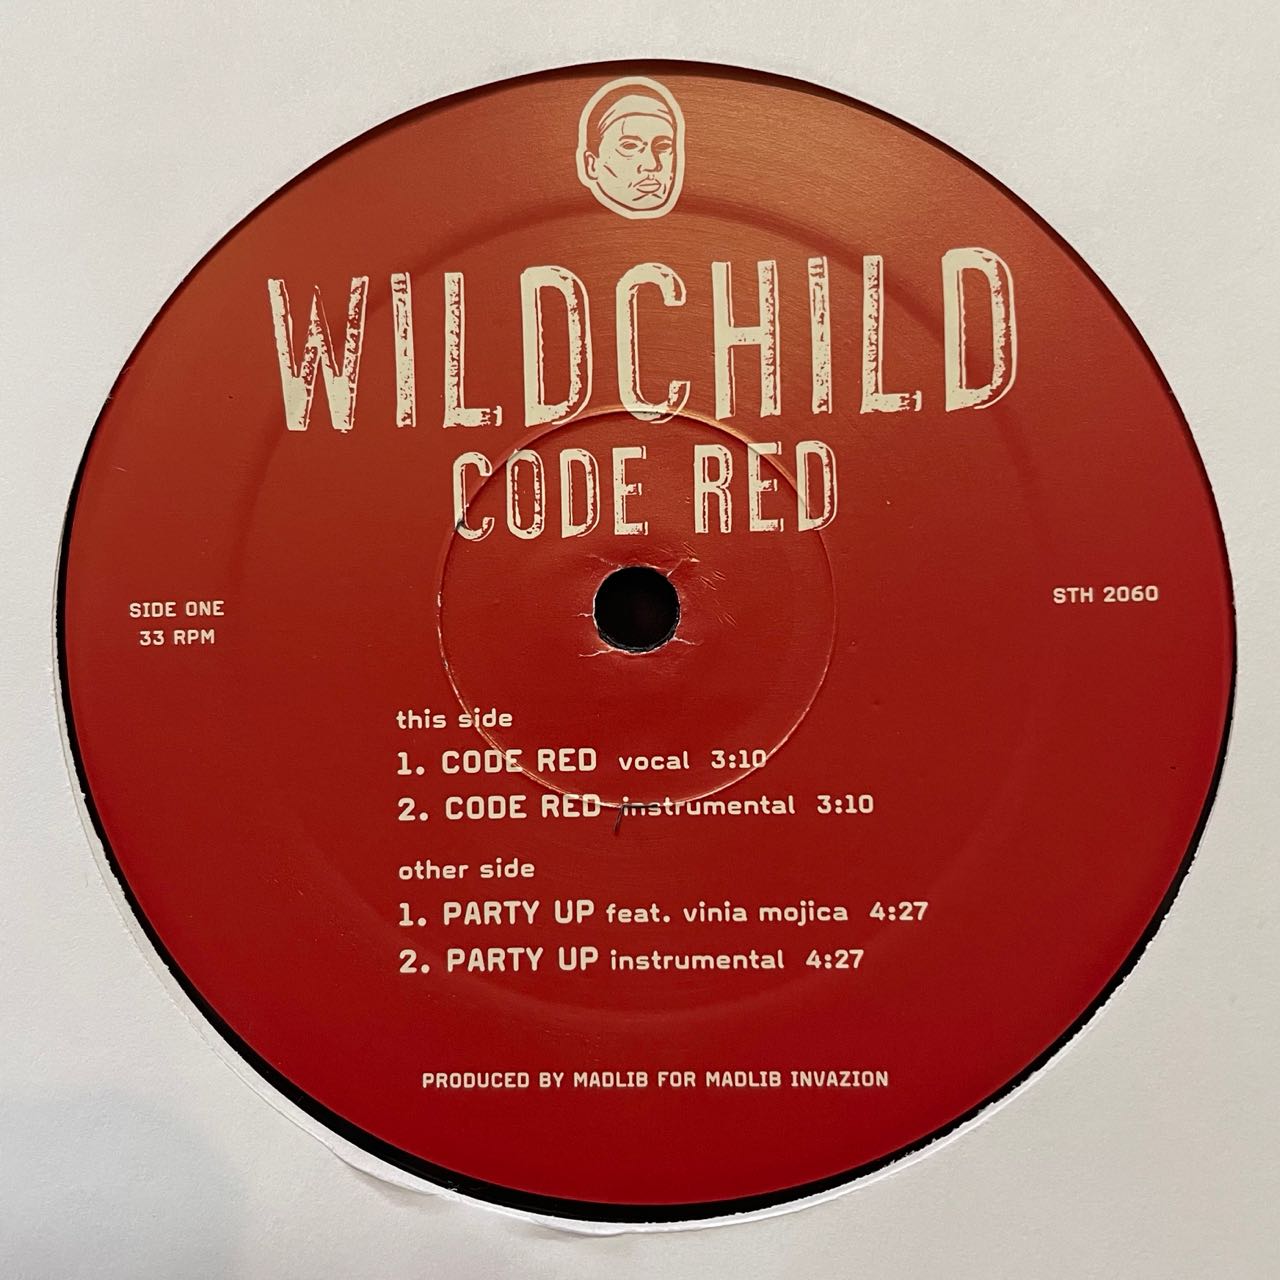 WILDCHILD
CODE RED
SIDE ONE
33 RPM
STH 2060
this side
1. CODE RED vocal 3:10
2. CODE RED instrumental 3:10
other side
1. PARTY UP feat. vinia mojica 4:27
2. PARTY UP instrumental 4:27
PRODUCED BY MADLIB FOR MADLIB INVAZION